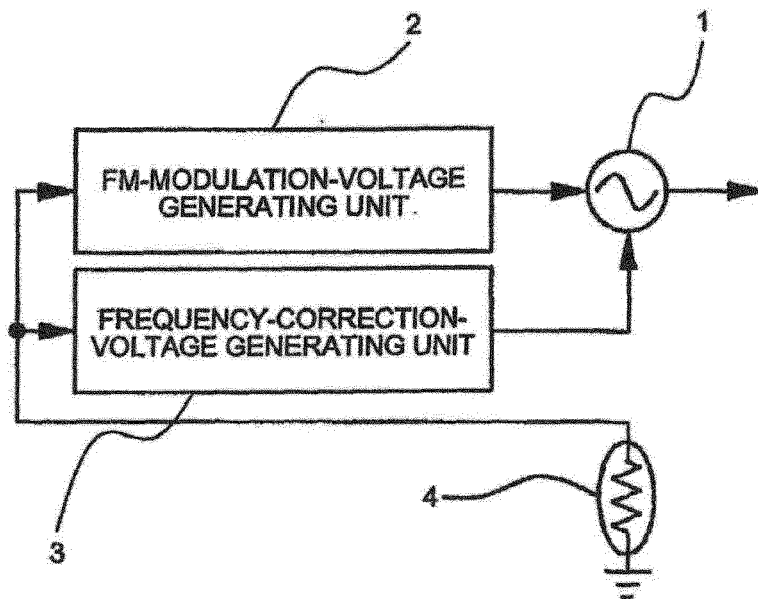 2
1
FM-MODULATION-VOLTAGE
GENERATING UNIT
FREQUENCY-CORRECTION-
VOLTAGE GENERATING UNIT
4
3